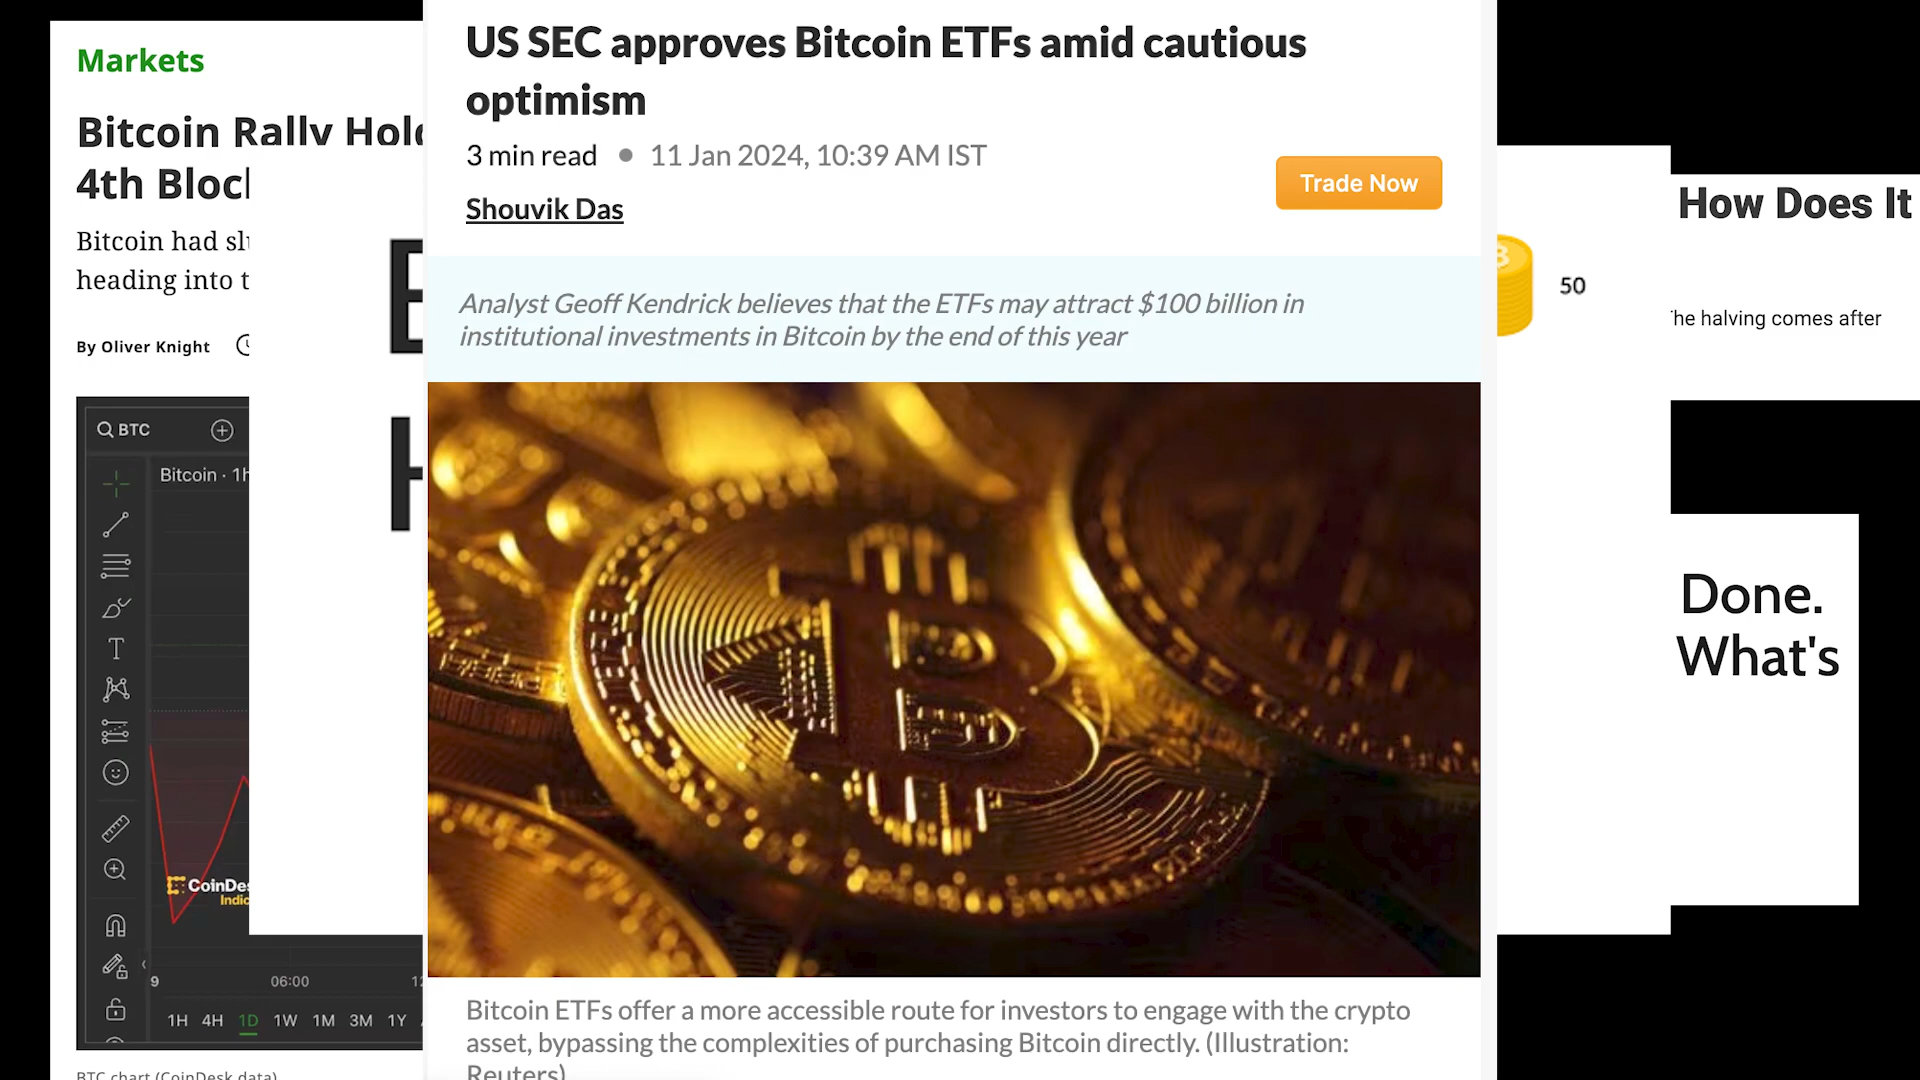 Markets
Bitcoin Rally Hold
4th Block
Bitcoin had
heading into
By Oliver Knight
BTC
Bitcoin · 1h
CoinDes
Indic
9
06:00
1H 4H 1D 1W 1M 3M 1Y
BTC chart (CoinDesk data)
H
US SEC approves Bitcoin ETFs amid cautious
optimism
3 min read • 11 Jan 2024, 10:39 AM IST
Shouvik Das
Trade Now
Analyst Geoff Kendrick believes that the ETFs may attract $100 billion in
institutional investments in Bitcoin by the end of this year
Bitcoin ETFs offer a more accessible route for investors to engage with the crypto
asset, bypassing the complexities of purchasing Bitcoin directly. (Illustration:
Reuters)
50
How Does It
The halving comes after
Done.
What's